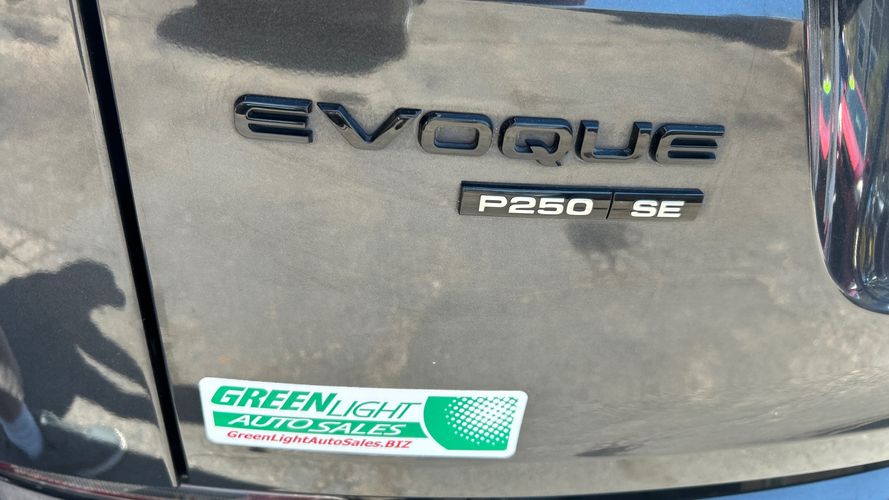 EVOQUE
P250 SE
GREENLIGHT
AUTO SALES
GREENLIGHTAUTOSALES.BIZ